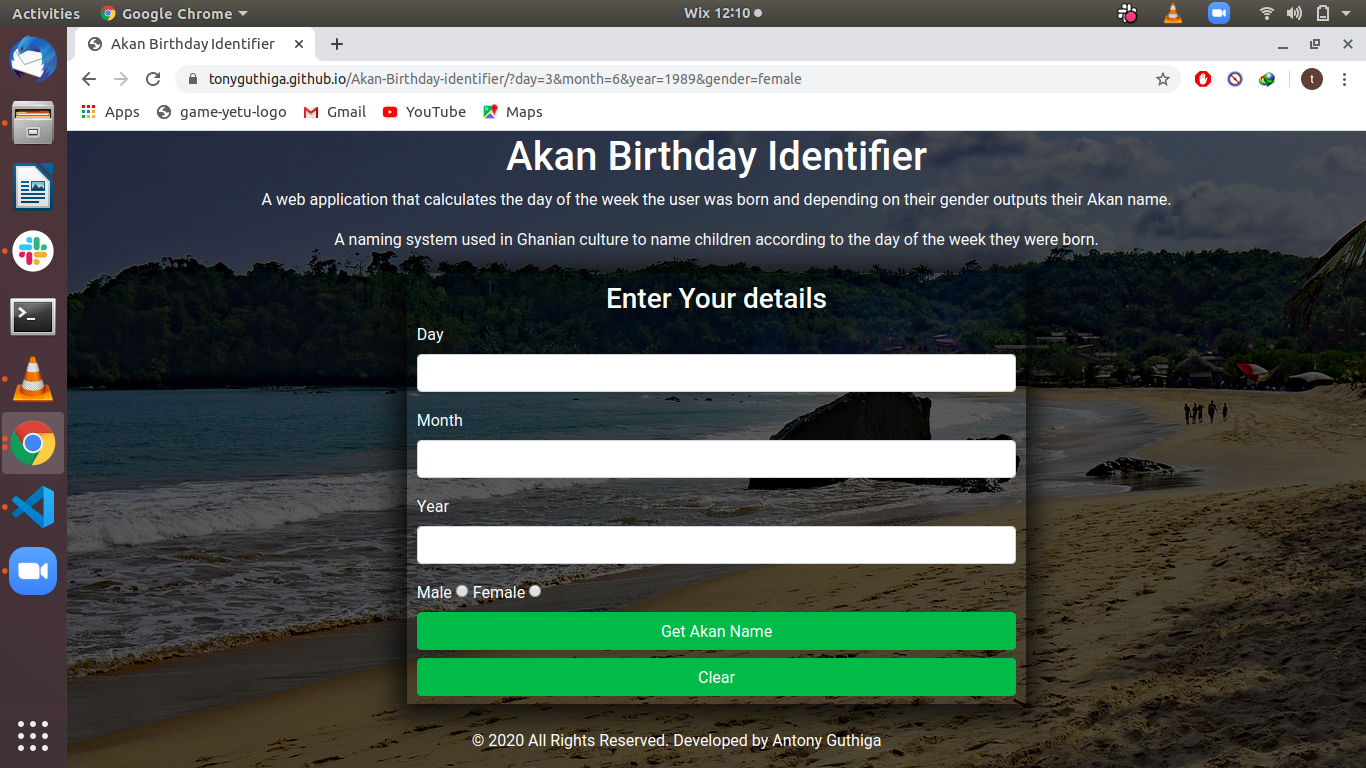 Activities
Google Chrome
Wix 12:10
Akan Birthday Identifier
tonyguthiga.github.io/Akan-Birthday-identifier/?day=3&month=6&year=1989&gender=female
t
Apps
game-yetu-logo
Gmail
YouTube
Maps
Akan Birthday Identifier
A web application that calculates the day of the week the user was born and depending on their gender outputs their Akan name.
A naming system used in Ghanian culture to name children according to the day of the week they were born.
Enter Your details
Day
Month
Year
Male Female
Get Akan Name
Clear
© 2020 All Rights Reserved. Developed by Antony Guthiga